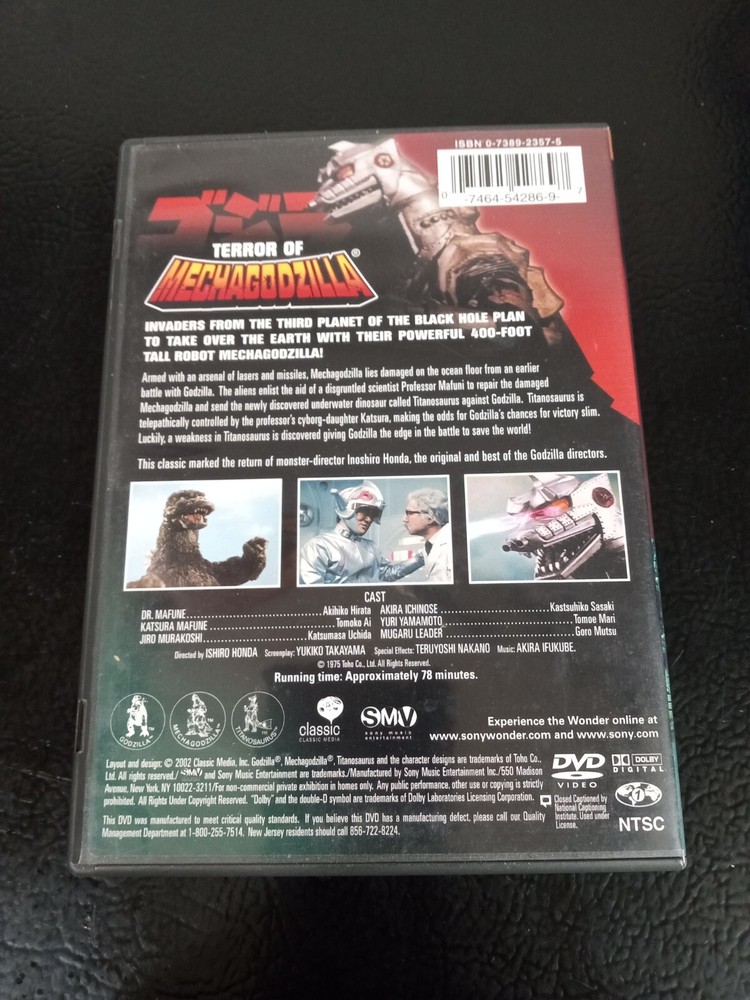 ISBN 0-7389-2357-5
0 -7464-54286-9- 7
ゴジラ
TERROR OF
MECHAGODZILLA®
INVADERS FROM THE THIRD PLANET OF THE BLACK HOLE PLAN
TO TAKE OVER THE EARTH WITH THEIR POWERFUL 400-FOOT
TALL ROBOT MECHAGODZILLA!
Armed with an arsenal of lasers and missiles, Mechagodzilla lies damaged on the ocean floor from an earlier
battle with Godzilla. The aliens enlist the aid of a disgruntled scientist Professor Mafuni to repair the damaged
Mechagodzilla and send the newly discovered underwater dinosaur called Titanosaurus against Godzilla. Titanosaurus is
telepathically controlled by the professor's cyborg-daughter Katsura, making the odds for Godzilla's chances for victory slim.
Luckily, a weakness in Titanosaurus is discovered giving Godzilla the edge in the battle to save the world!
This classic marked the return of monster-director Inoshiro Honda, the original and best of the Godzilla directors.
CAST
DR. MAFUNE Akihiko Hirata AKIRA ICHINOSE Kastsuhiko Sasaki
KATSURA MAFUNE Tomoko Ai YURI YAMAMOTO Tomoe Mari
JIRO MURAKOSHI Katsumasa Uchida MUGARU LEADER Goro Mutsu
Directed by ISHIRO HONDA Screenplay: YUKIKO TAKAYAMA Special Effects: TERUYOSHI NAKANO Music: AKIRA IFUKUBE.
© 1975 Toho Co., Ltd. All Rights Reserved.
Running time: Approximately 78 minutes.
GODZILLA™ MECHAGODZILLA™ TITANOSAURUS™
classic
CLASSIC MEDIA
SMV
sony music
entertainment
Experience the Wonder online at
www.sonywonder.com and www.sony.com
Layout and design: © 2002 Classic Media, Inc. Godzilla®, Mechagodzilla®, Titanosaurus and the character designs are trademarks of Toho Co.,
Ltd. All rights reserved./ SMV and Sony Music Entertainment are trademarks./Manufactured by Sony Music Entertainment Inc./550 Madison
Avenue, New York, NY 10022-3211/For non-commercial private exhibition in homes only. Any public performance, other use or copying is strictly
prohibited. All Rights Under Copyright Reserved. "Dolby" and the double-D symbol are trademarks of Dolby Laboratories Licensing Corporation.
This DVD was manufactured to meet critical quality standards. If you believe this DVD has a manufacturing defect, please call our Quality
Management Department at 1-800-255-7514. New Jersey residents should call 856-722-8224.
DVD
VIDEO
DOLBY
DIGITAL
Closed Captioned by
National Captioning
Institute. Used under
License.
1
NTSC